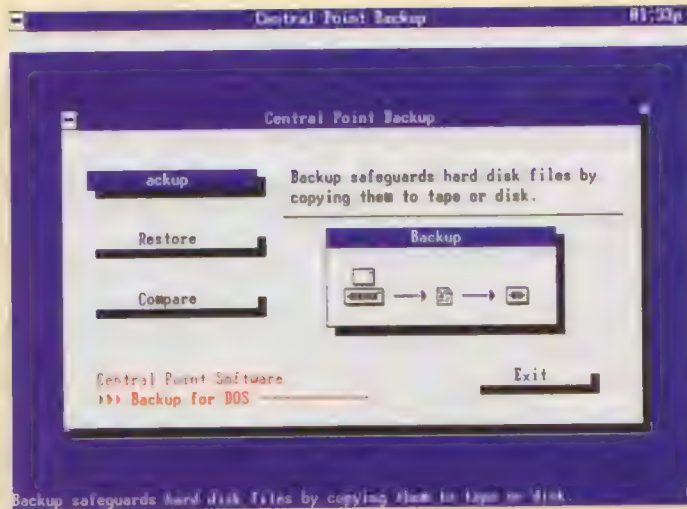 Central Point Backup 01:33p
Central Point Backup
ackup
Backup safeguards hard disk files by
copying them to tape or disk.
Restore
Backup
Compare
Central Point Software
››› Backup for DOS
Exit
Backup safeguards hard disk files by copying them to tape or disk.